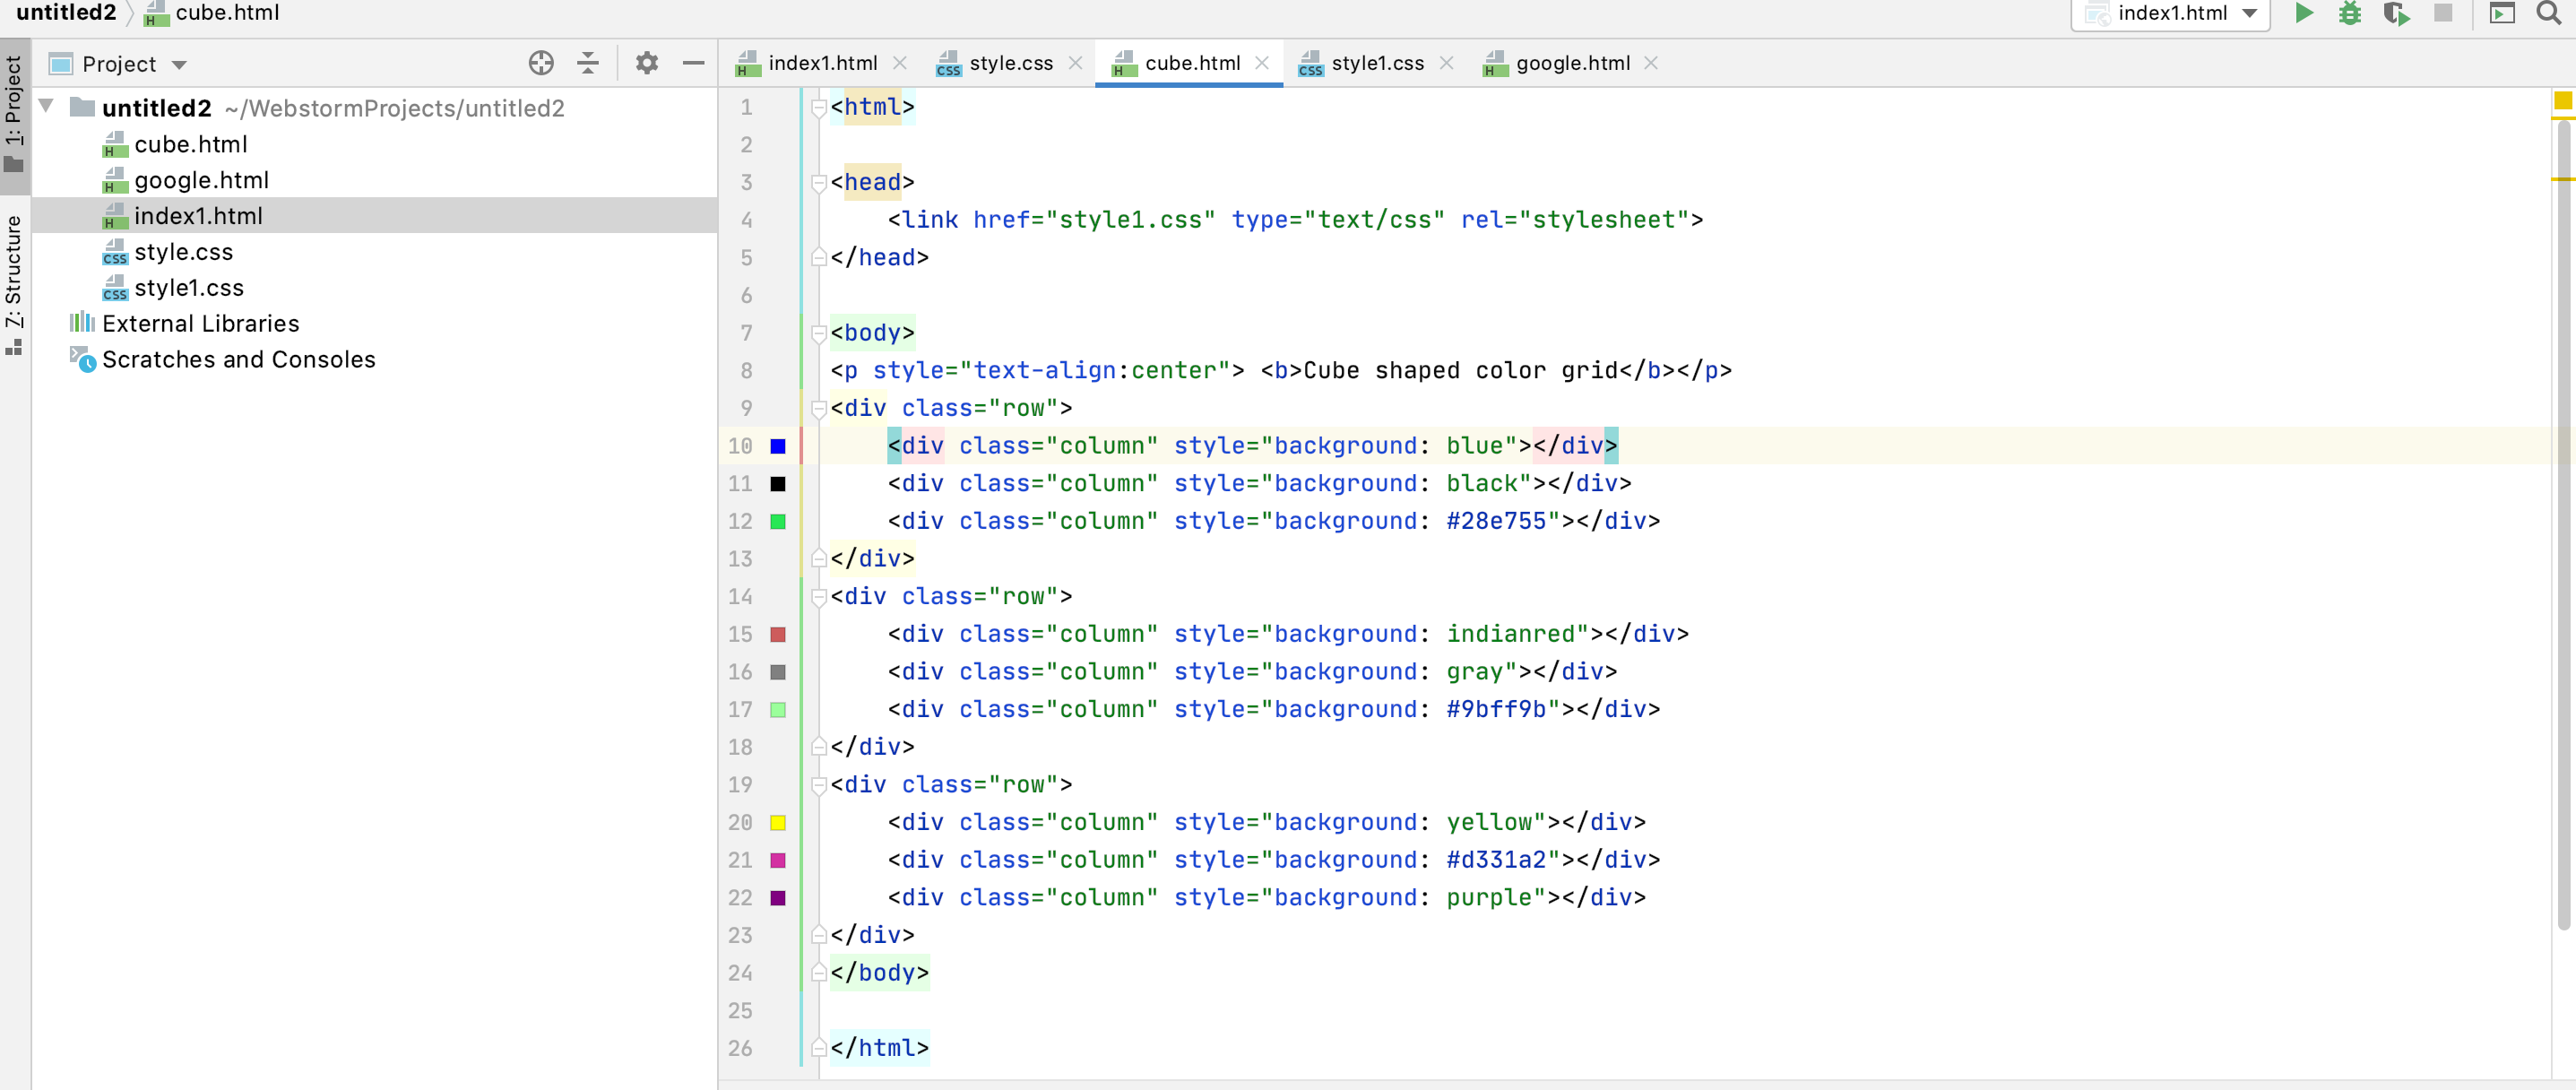 untitled2 cube.html
index1.html
Project
index1.html
style.css
cube.html
style1.css
google.html
1: Project
Z: Structure
untitled2 ~/WebstormProjects/untitled2
cube.html
google.html
index1.html
style.css
style1.css
External Libraries
Scratches and Consoles
1 <html>
2
3 <head>
4 <link href="style1.css" type="text/css" rel="stylesheet">
5 </head>
6
7 <body>
8 <p style="text-align:center"> <b>Cube shaped color grid</b></p>
9 <div class="row">
10 <div class="column" style="background: blue"></div>
11 <div class="column" style="background: black"></div>
12 <div class="column" style="background: #28e755"></div>
13 </div>
14 <div class="row">
15 <div class="column" style="background: indianred"></div>
16 <div class="column" style="background: gray"></div>
17 <div class="column" style="background: #9bff9b"></div>
18 </div>
19 <div class="row">
20 <div class="column" style="background: yellow"></div>
21 <div class="column" style="background: #d331a2"></div>
22 <div class="column" style="background: purple"></div>
23 </div>
24 </body>
25
26 </html>